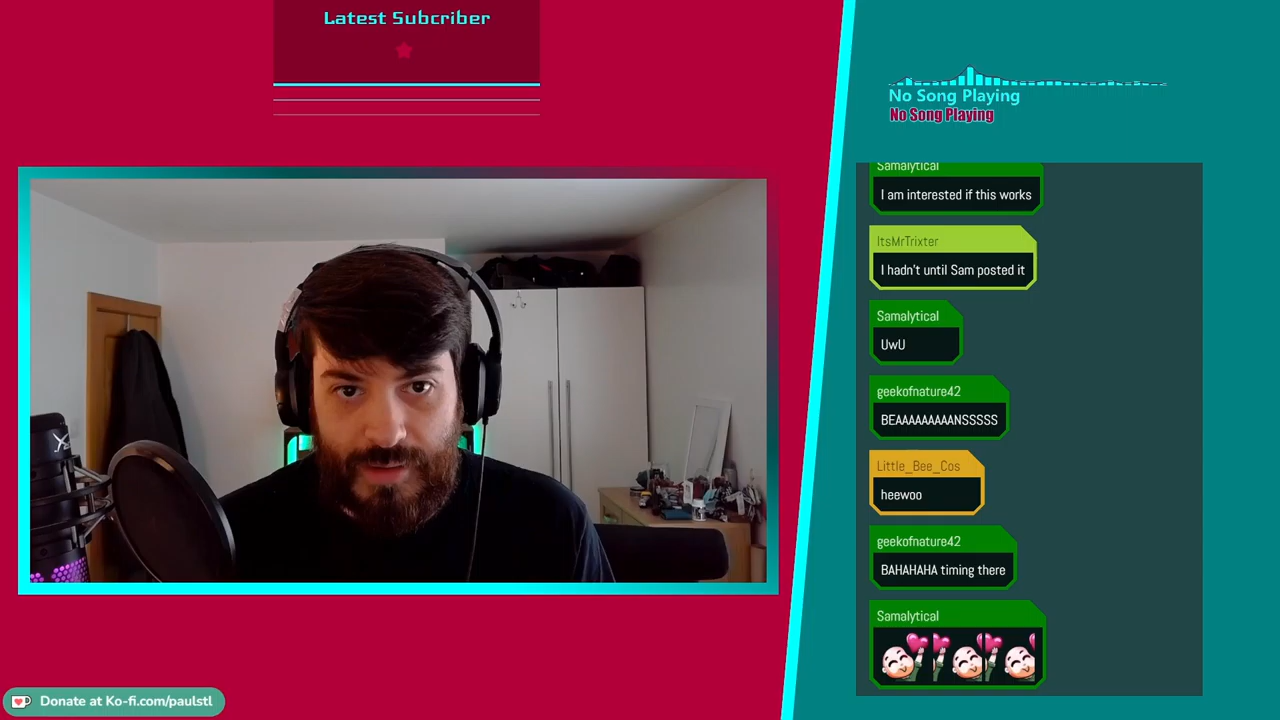 Latest Subcriber
No Song Playing
No Song Playing
Samalytical
I am interested if this works
ItsMrTrixter
I hadn't until Sam posted it
Samalytical
UwU
geekofnature42
BEAAAAAAAAANSSSSS
Little_Bee_Cos
heewoo
geekofnature42
BAHAHAHA timing there
Samalytical
Donate at Ko-fi.com/paulstl